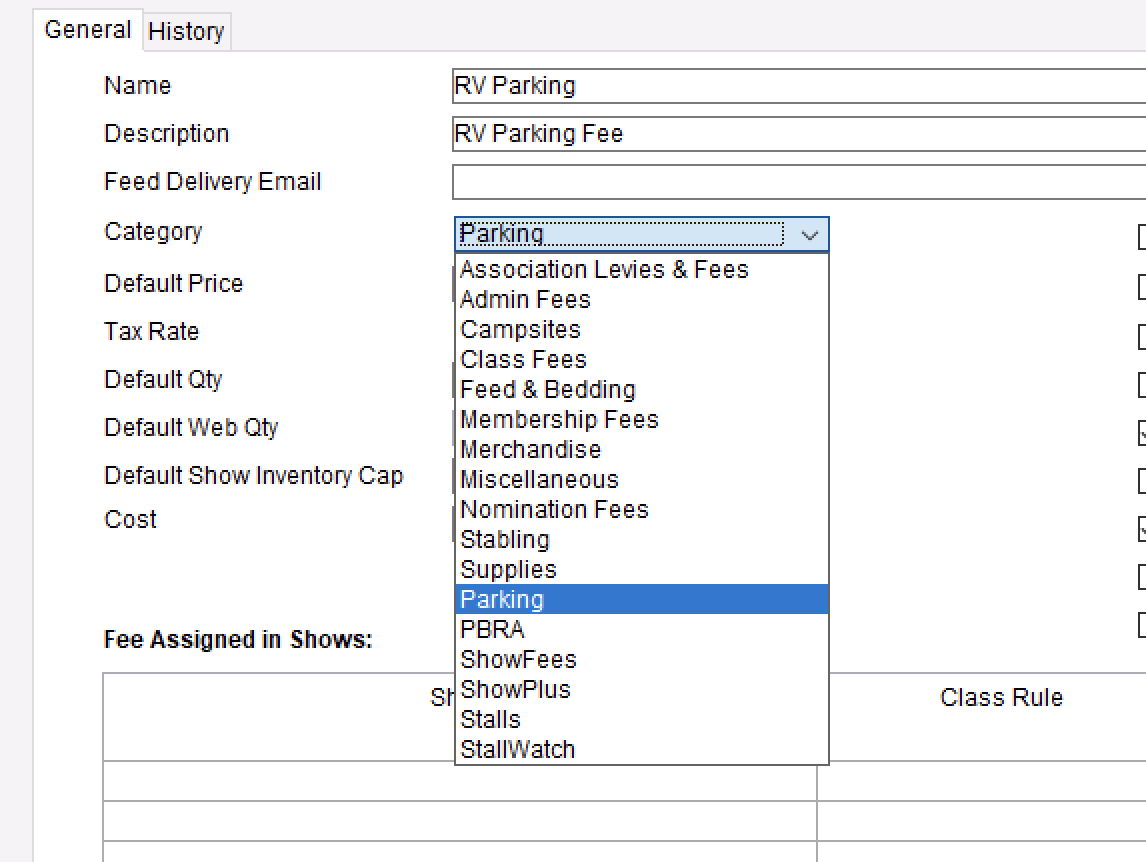 General History
Name RV Parking
Description RV Parking Fee
Feed Delivery Email
Category Parking
Association Levies & Fees
Default Price
Admin Fees
Tax Rate
Campsites
Class Fees
Default Qty
Feed & Bedding
Default Web Qty
Membership Fees
Merchandise
Default Show Inventory Cap
Miscellaneous
Cost
Nomination Fees
Stabling
Supplies
Parking
Fee Assigned in Shows:
PBRA
ShowFees
ShowPlus
Class Rule
Stalls
StallWatch